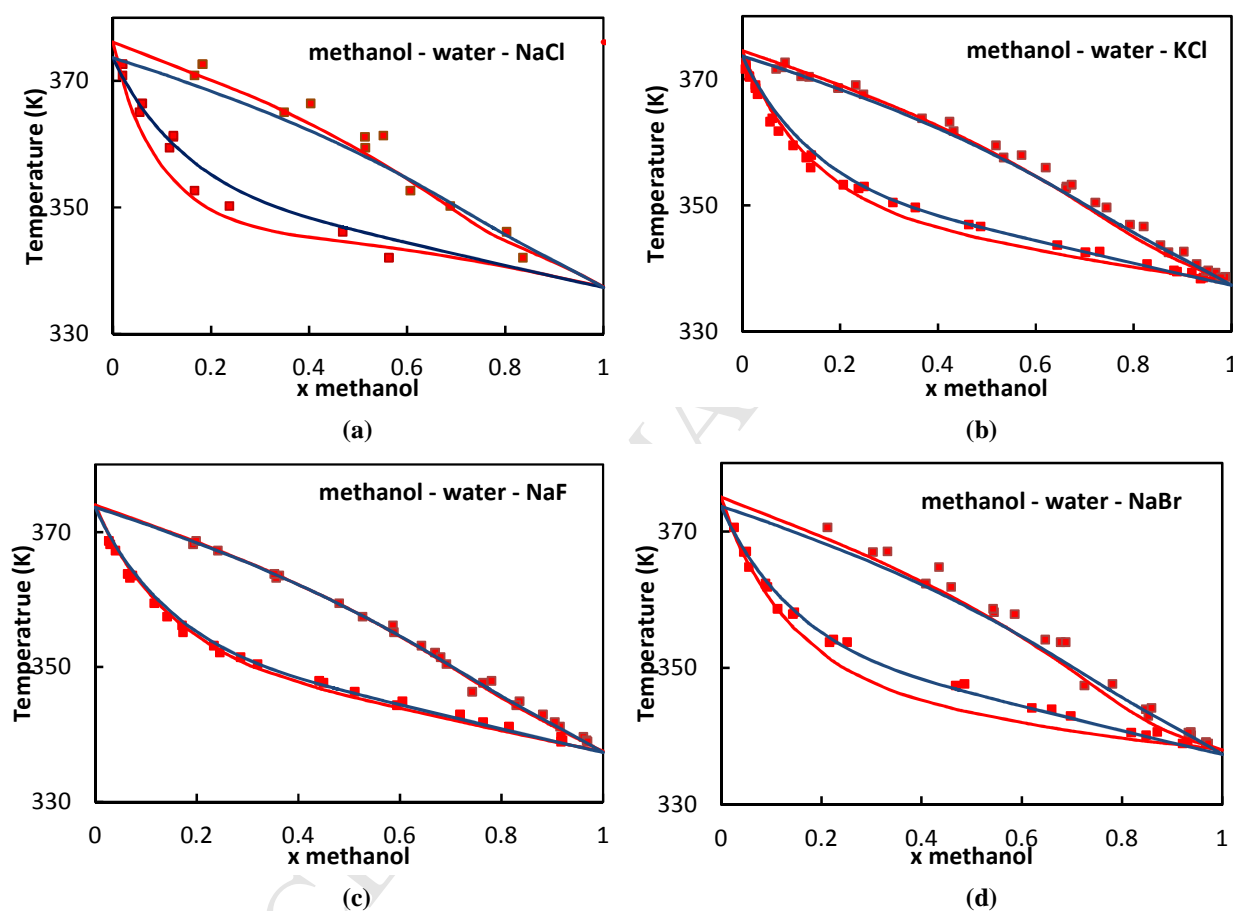 methanol - water - NaCl
370
350
330
Temperature (K)
0
0.2
0.4
0.6
0.8
1
x methanol
(a)
methanol - water - KCl
370
350
330
Temperature (K)
0
0.2
0.4
0.6
0.8
1
x methanol
(b)
methanol - water - NaF
370
350
330
Temperatrue (K)
0
0.2
0.4
0.6
0.8
1
x methanol
(c)
methanol - water - NaBr
370
350
330
Temperature (K)
0
0.2
0.4
0.6
0.8
1
x methanol
(d)